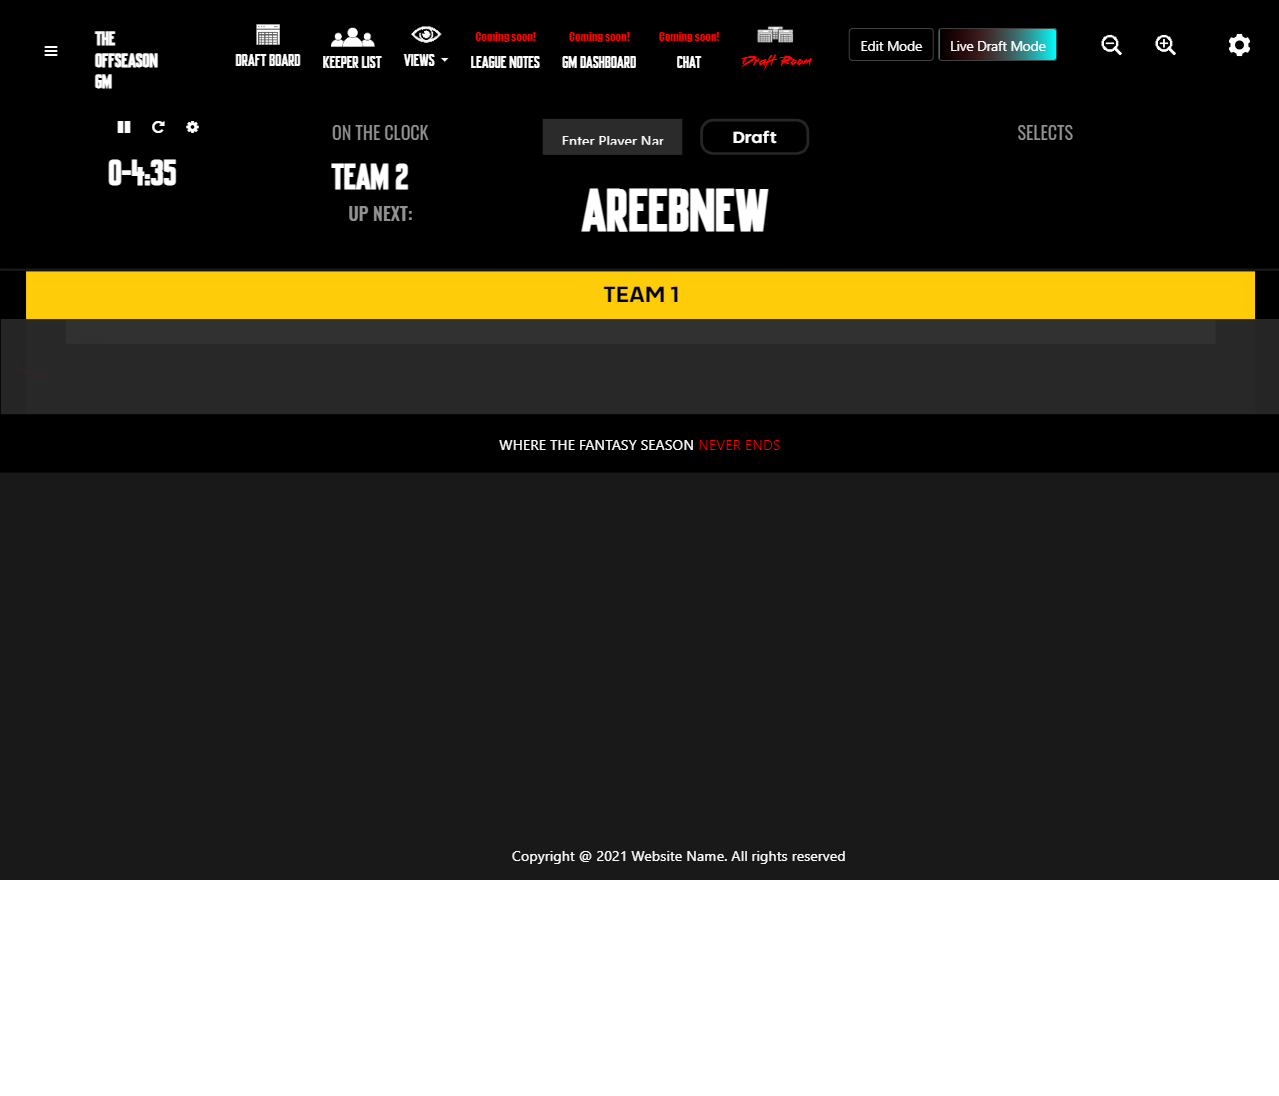 THE
OFFSEASON
GM
DRAFT BOARD
KEEPER LIST
VIEWS
Coming soon!
LEAGUE NOTES
Coming soon!
GM DASHBOARD
Coming soon!
CHAT
Draft Room
Edit Mode
Live Draft Mode
0-4:35
ON THE CLOCK
TEAM 2
UP NEXT:
Enter Player Nar
Draft
AREEBNEW
SELECTS
TEAM 1
WHERE THE FANTASY SEASON NEVER ENDS
Copyright @ 2021 Website Name. All rights reserved